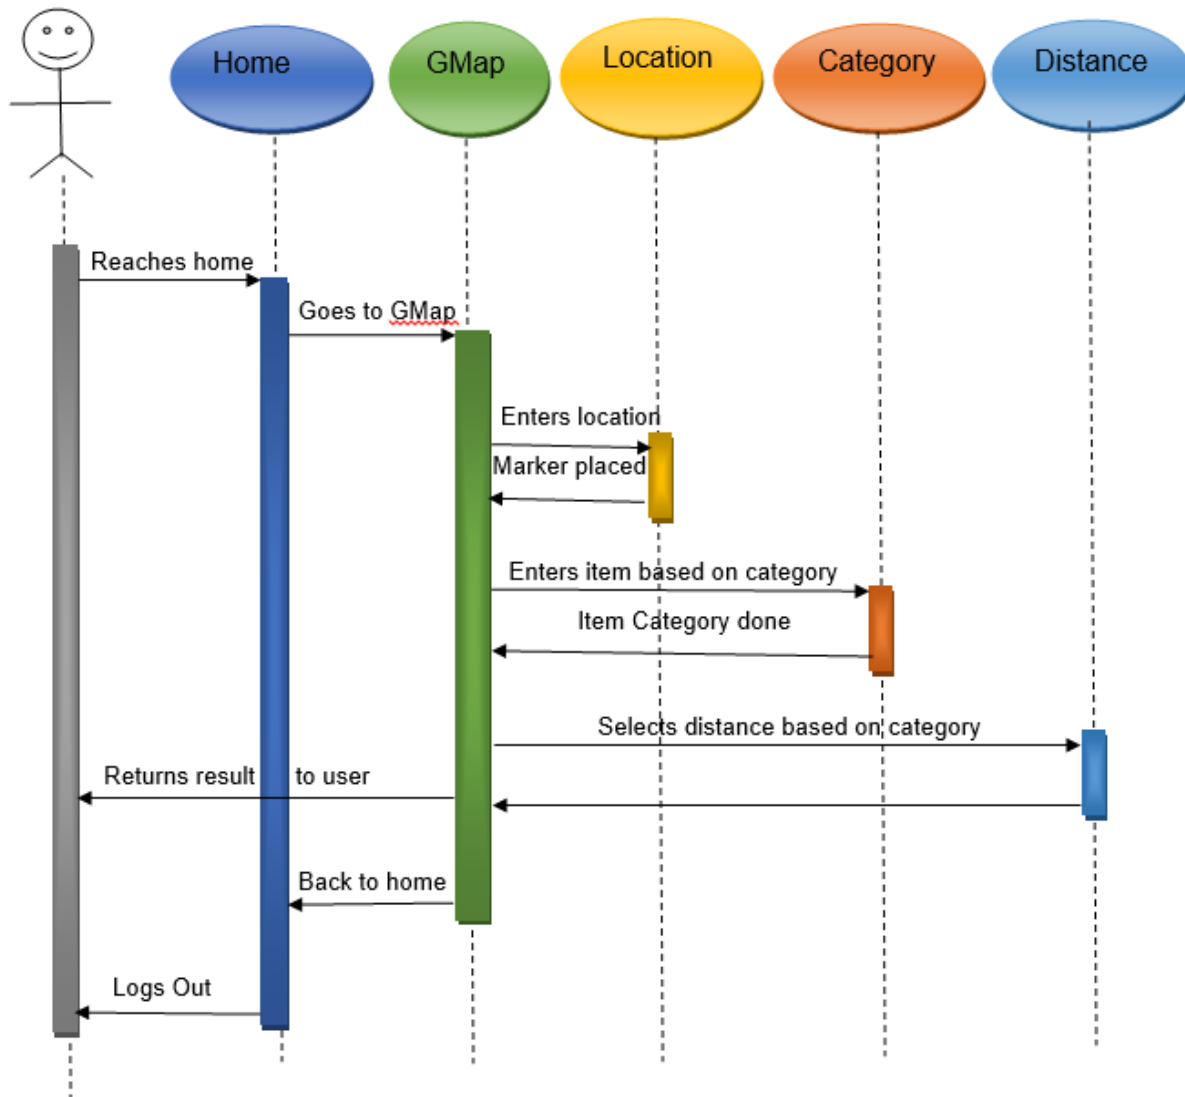 Home
GMap
Location
Category
Distance
Reaches home
Goes to GMap
Enters location
Marker placed
Enters item based on category
Item Category done
Selects distance based on category
Returns result to user
Back to home
Logs Out